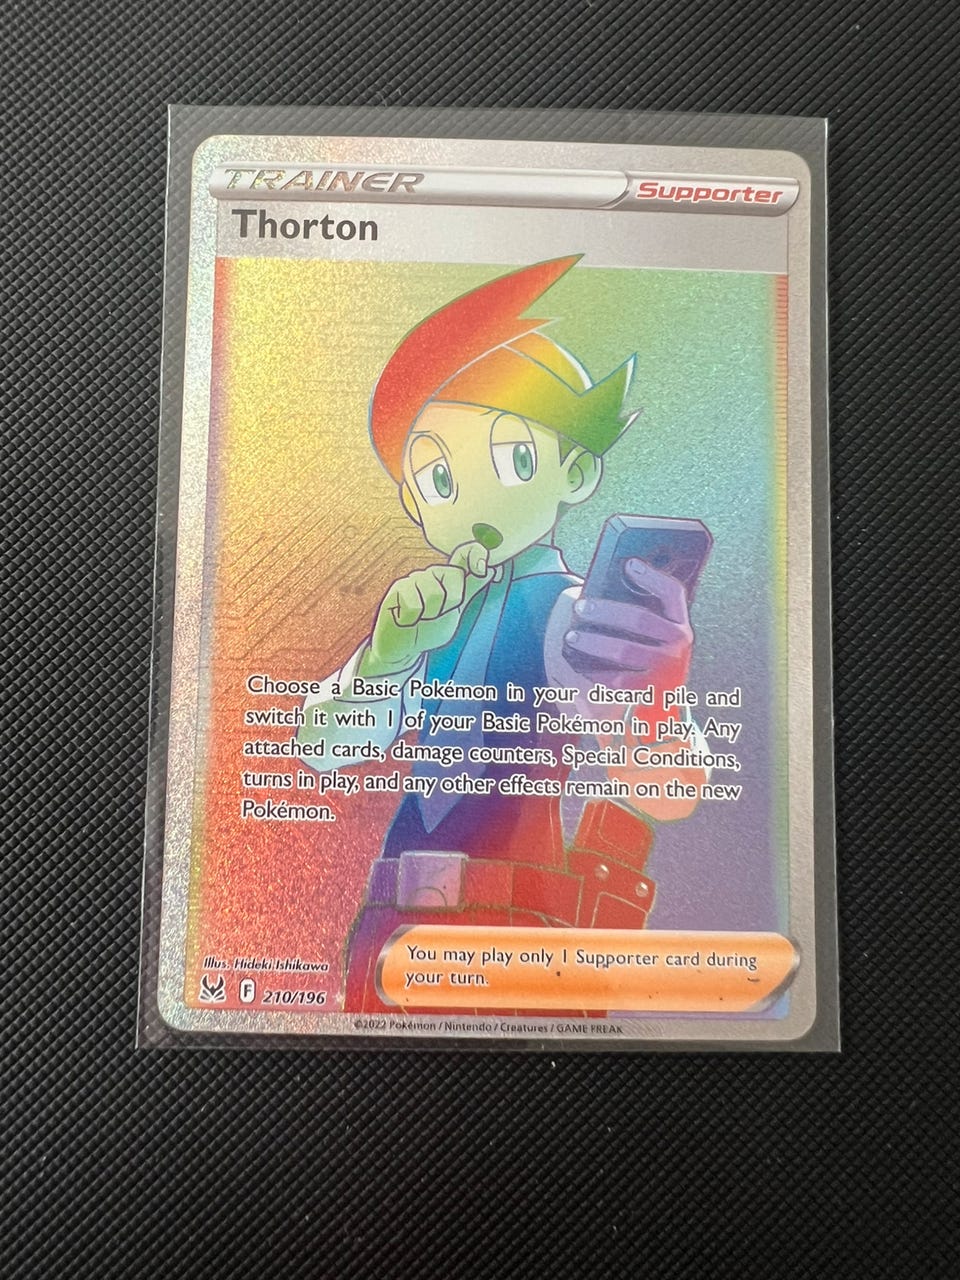 TRAINER Supporter
Thorton
Choose a Basic Pokémon in your discard pile and
switch it with 1 of your Basic Pokémon in play. Any
attached cards, damage counters, Special Conditions,
turns in play, and any other effects remain on the new
Pokémon.
You may play only 1 Supporter card during
your turn.
Illus. Hideki Ishikawa
F 210/196
©2022 Pokémon / Nintendo / Creatures / GAME FREAK